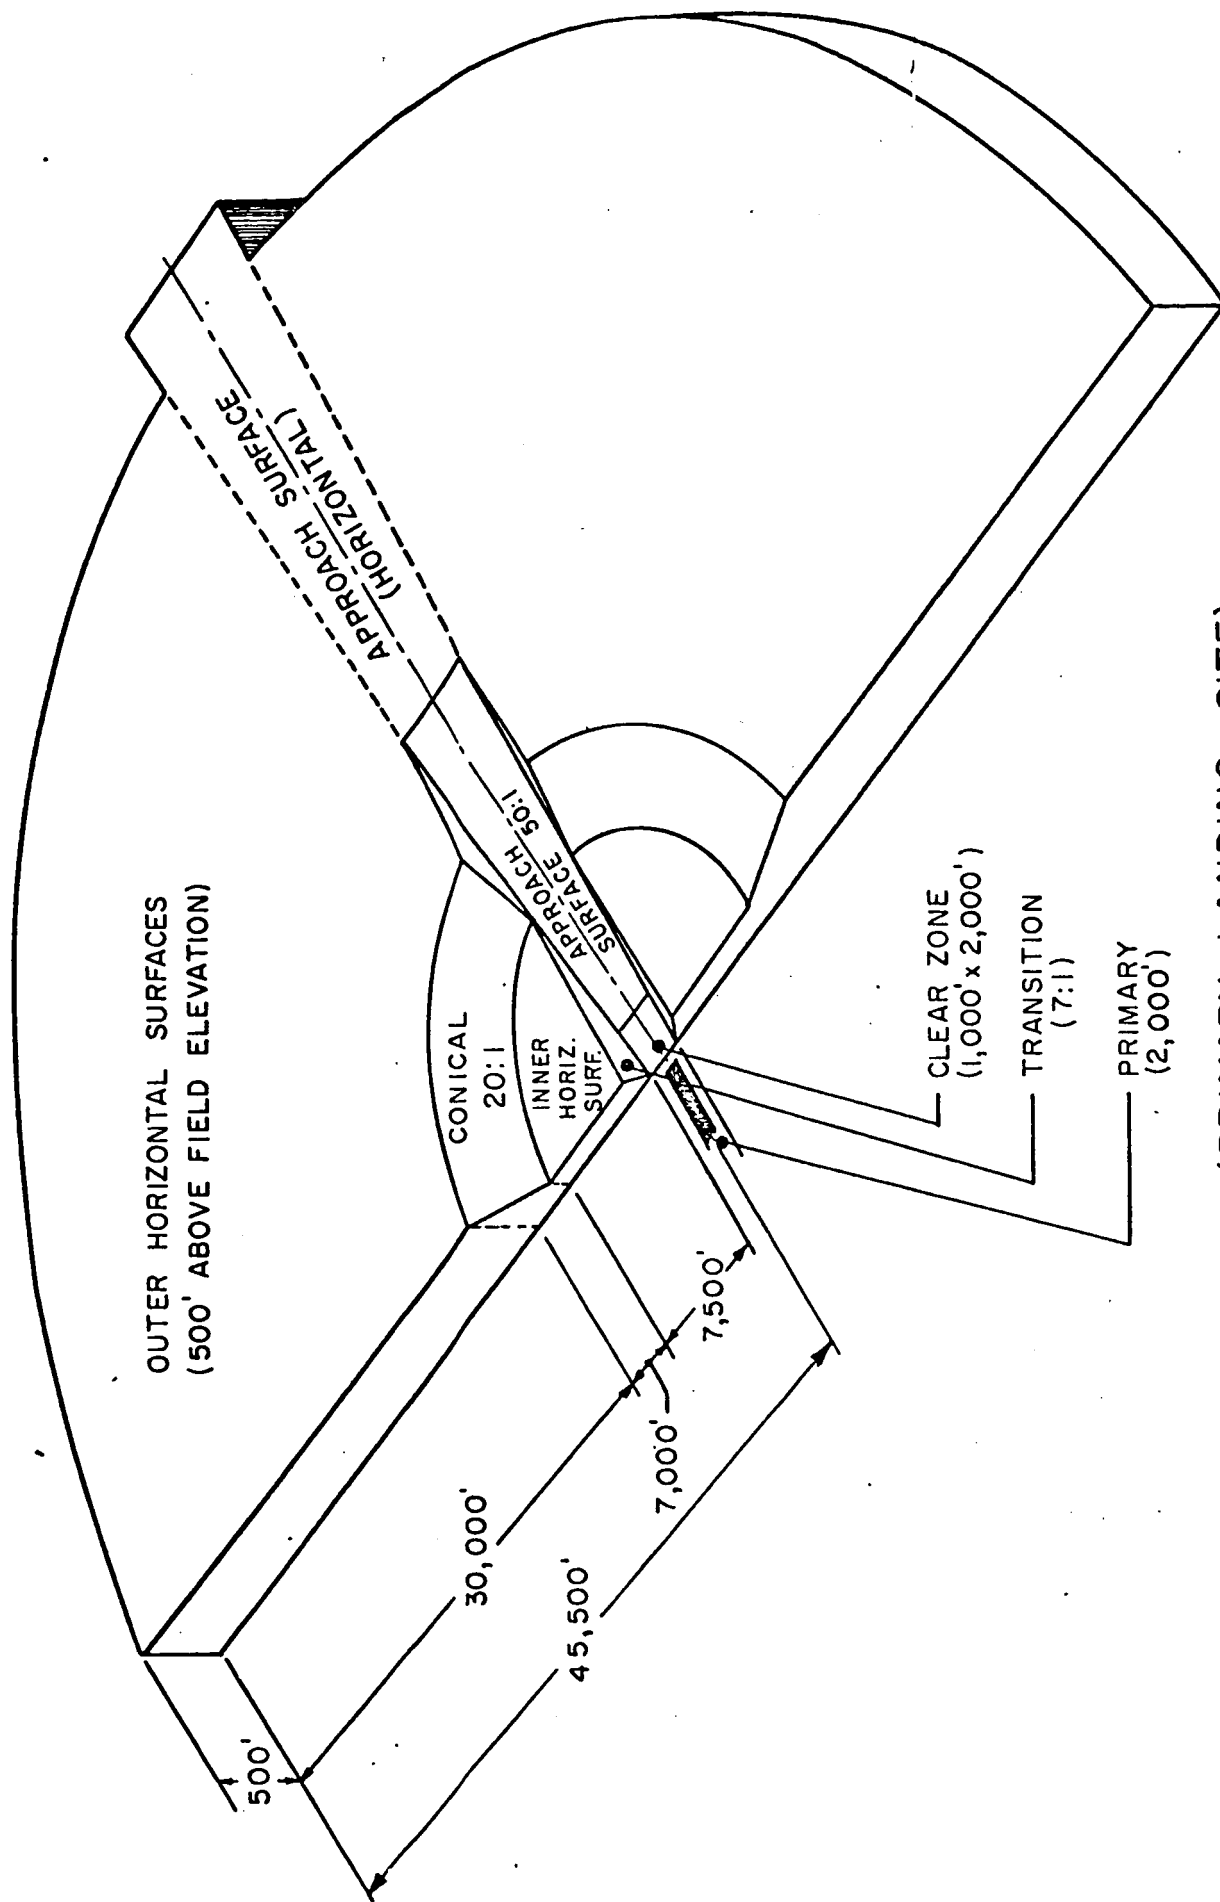 OUTER HORIZONTAL SURFACES
(500' ABOVE FIELD ELEVATION)
APPROACH SURFACE
(HORIZONTAL)
APPROACH
SURFACE 50:1
CONICAL
20:1
INNER
HORIZ.
SURF.
500'
30,000'
45,500'
7,000'
7,500'
CLEAR ZONE
(1,000' x 2,000')
TRANSITION
(7:1)
PRIMARY
(2,000')